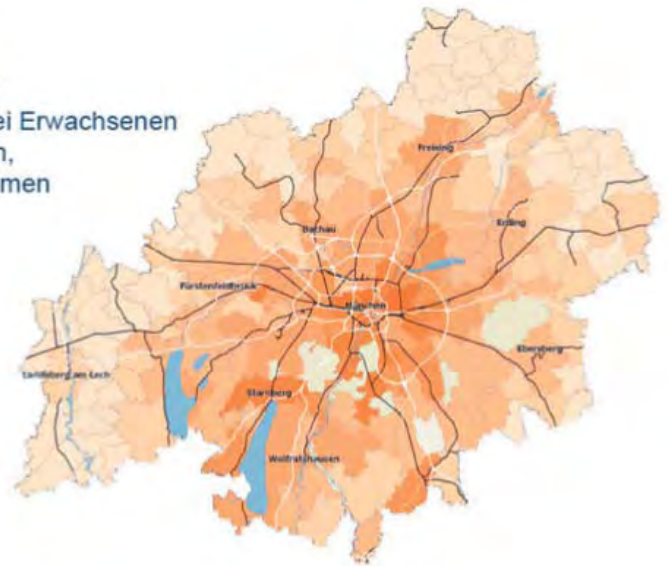 ei Erwachsenen
n,
men
Freising
Erding
Dachau
Fürstenfeldbruck
München
Ebersberg
Landsberg am Lech
Starnberg
Wolfratshausen